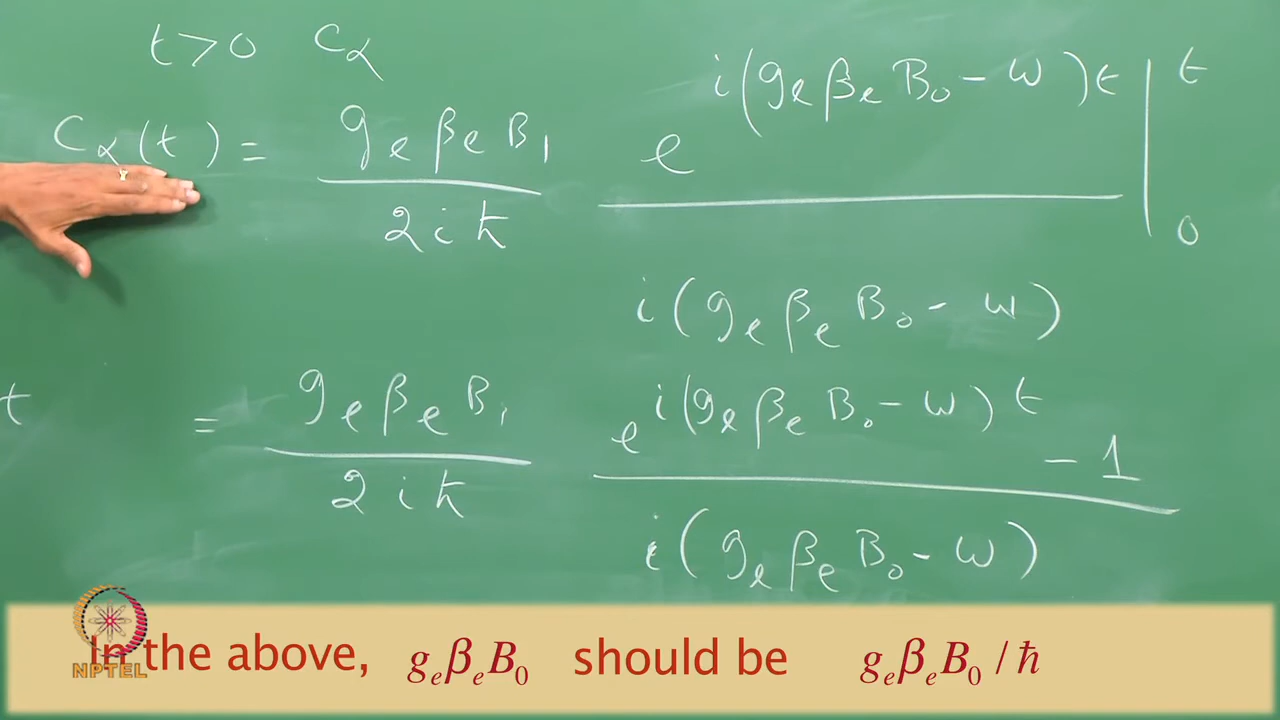 t>0 Cα
Cα(t) = gₑβₑB₁ / 2iħ e^{i(gₑβₑB₀ - ω)t} / i(gₑβₑB₀ - ω) |₀ᵗ
t
= gₑβₑB₁ / 2iħ e^{i(gₑβₑB₀ - ω)t} - 1 / i(gₑβₑB₀ - ω)
In the above, gₑβₑB₀ should be gₑβₑB₀ / ħ
NPTEL